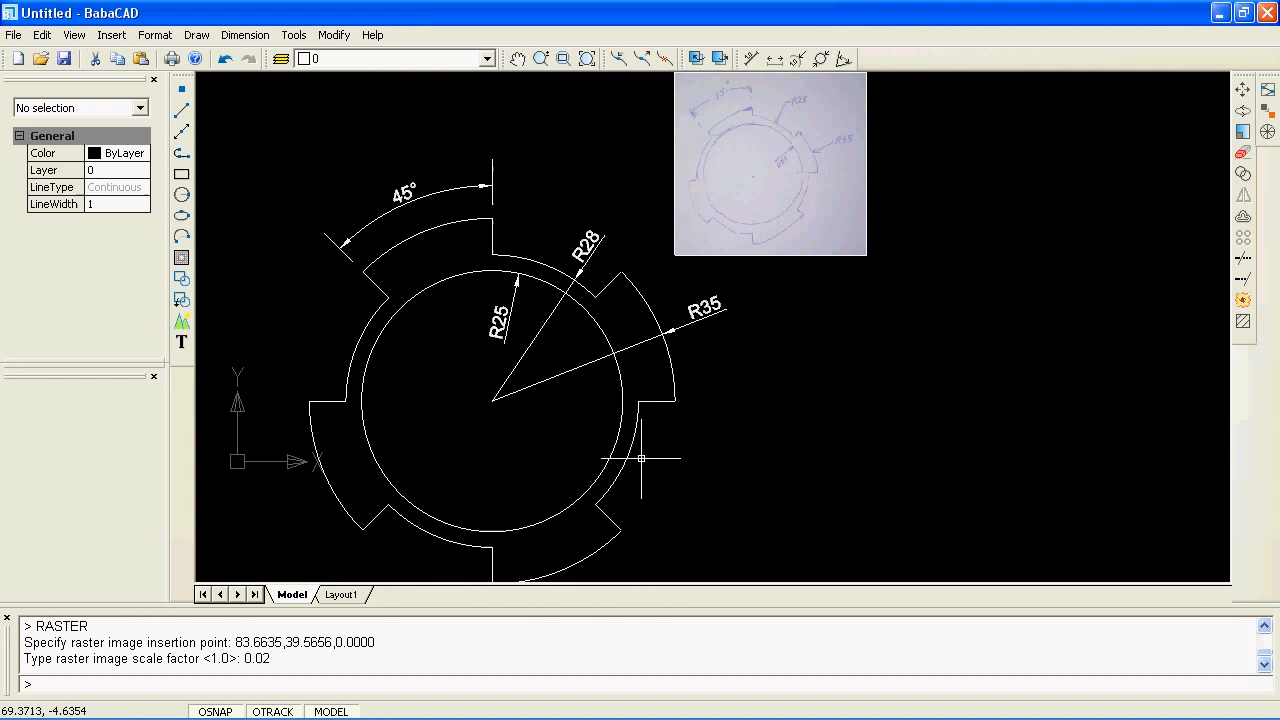 Untitled - BabaCAD
File Edit View Insert Format Draw Dimension Tools Modify Help
0
No selection
General
Color ByLayer
Layer 0
LineType Continuous
LineWidth 1
T
45°
R28
R25
R35
Y
X
45°
R35
Model Layout1
> RASTER
Specify raster image insertion point: 83.6635,39.5656,0.0000
Type raster image scale factor <1.0>: 0.02
>
69.3713, -4.6354 OSNAP OTRACK MODEL